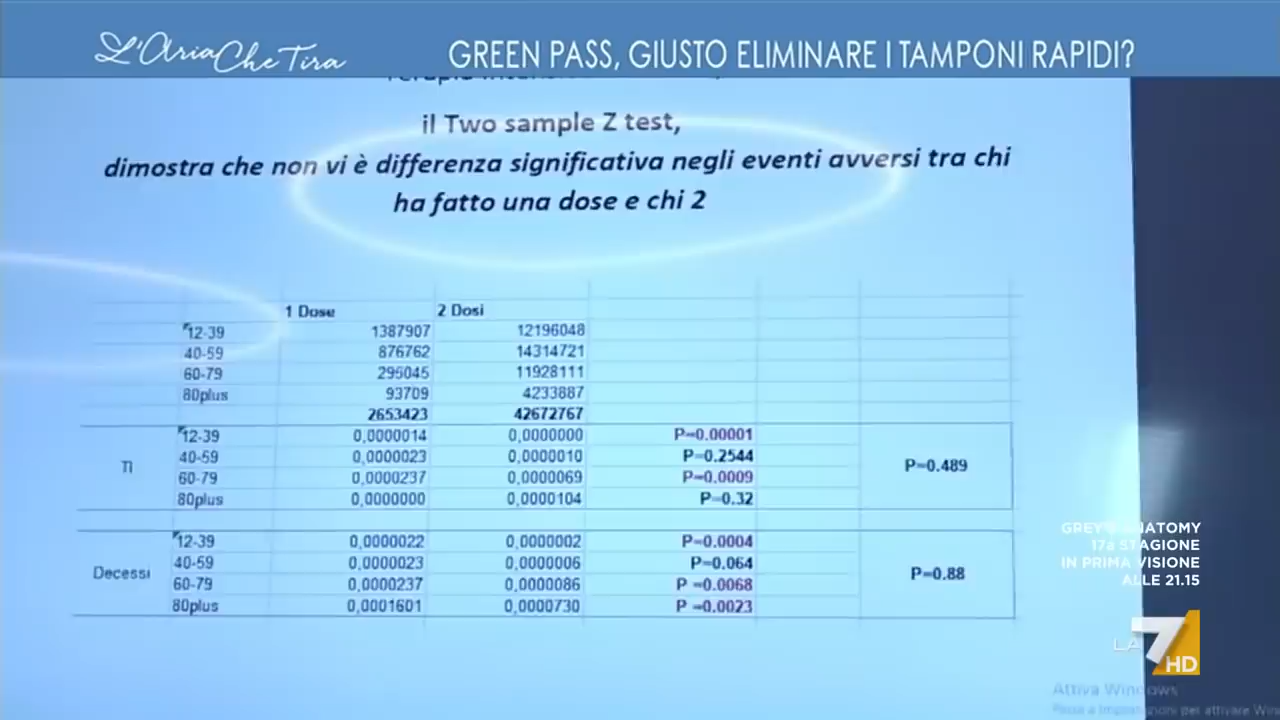 L'Aria Che Tira
GREEN PASS, GIUSTO ELIMINARE I TAMPONI RAPIDI?
il Two sample Z test,
dimostra che non vi è differenza significativa negli eventi avversi tra chi
ha fatto una dose e chi 2
1 Dose 2 Dosi
12-39 1387907 12196048
40-59 876762 14314721
60-79 295045 11928111
80plus 93709 4233887
2653423 42672767
12-39 0,0000014 0,0000000 P=0.00001
40-59 0,0000023 0,0000010 P=0.2544
TI P=0.489
60-79 0,0000237 0,0000069 P=0.0009
80plus 0,0000000 0,0000104 P=0.32
12-39 0,0000022 0,0000002 P=0.0004
40-59 0,0000023 0,0000006 P=0.064
Decessi P=0.88
60-79 0,0000237 0,0000086 P =0.0068
80plus 0,0001601 0,0000730 P =0.0023
GREY'S ANATOMY
17a STAGIONE
IN PRIMA VISIONE
ALLE 21.15
LA 7 HD
Attiva Windows
per attivare